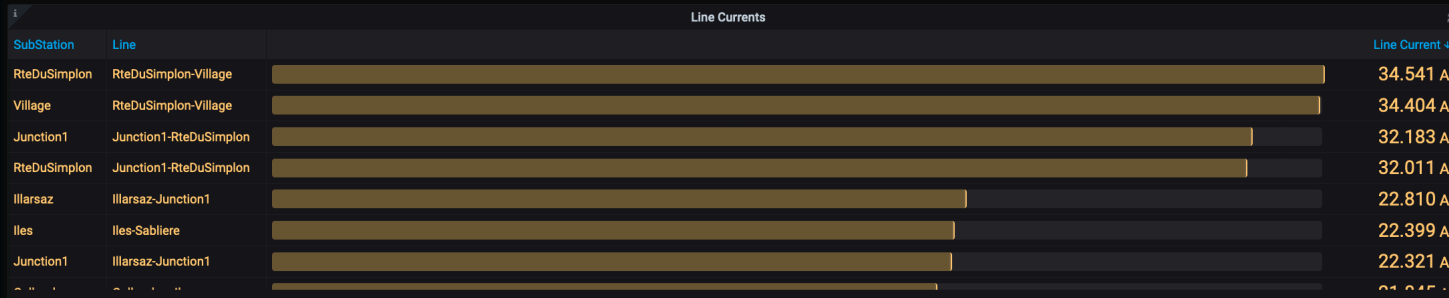 i
Line Currents
SubStation Line Line Current ↓
RteDuSimplon RteDuSimplon-Village 34.541 A
Village RteDuSimplon-Village 34.404 A
Junction1 Junction1-RteDuSimplon 32.183 A
RteDuSimplon Junction1-RteDuSimplon 32.011 A
Illarsaz Illarsaz-Junction1 22.810 A
Iles Iles-Sabliere 22.399 A
Junction1 Illarsaz-Junction1 22.321 A